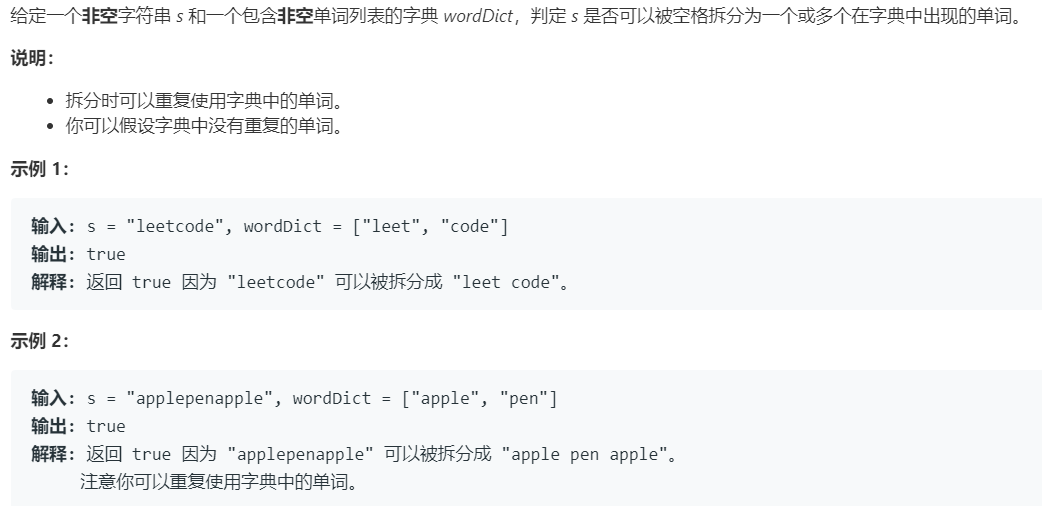 给定一个非空字符串 s 和一个包含非空单词列表的字典 wordDict，判定 s 是否可以被空格拆分为一个或多个在字典中出现的单词。
说明：
• 拆分时可以重复使用字典中的单词。
• 你可以假设字典中没有重复的单词。
示例 1：
输入: s = "leetcode", wordDict = ["leet", "code"]
输出: true
解释: 返回 true 因为 "leetcode" 可以被拆分成 "leet code"。
示例 2：
输入: s = "applepenapple", wordDict = ["apple", "pen"]
输出: true
解释: 返回 true 因为 "applepenapple" 可以被拆分成 "apple pen apple"。
注意你可以重复使用字典中的单词。